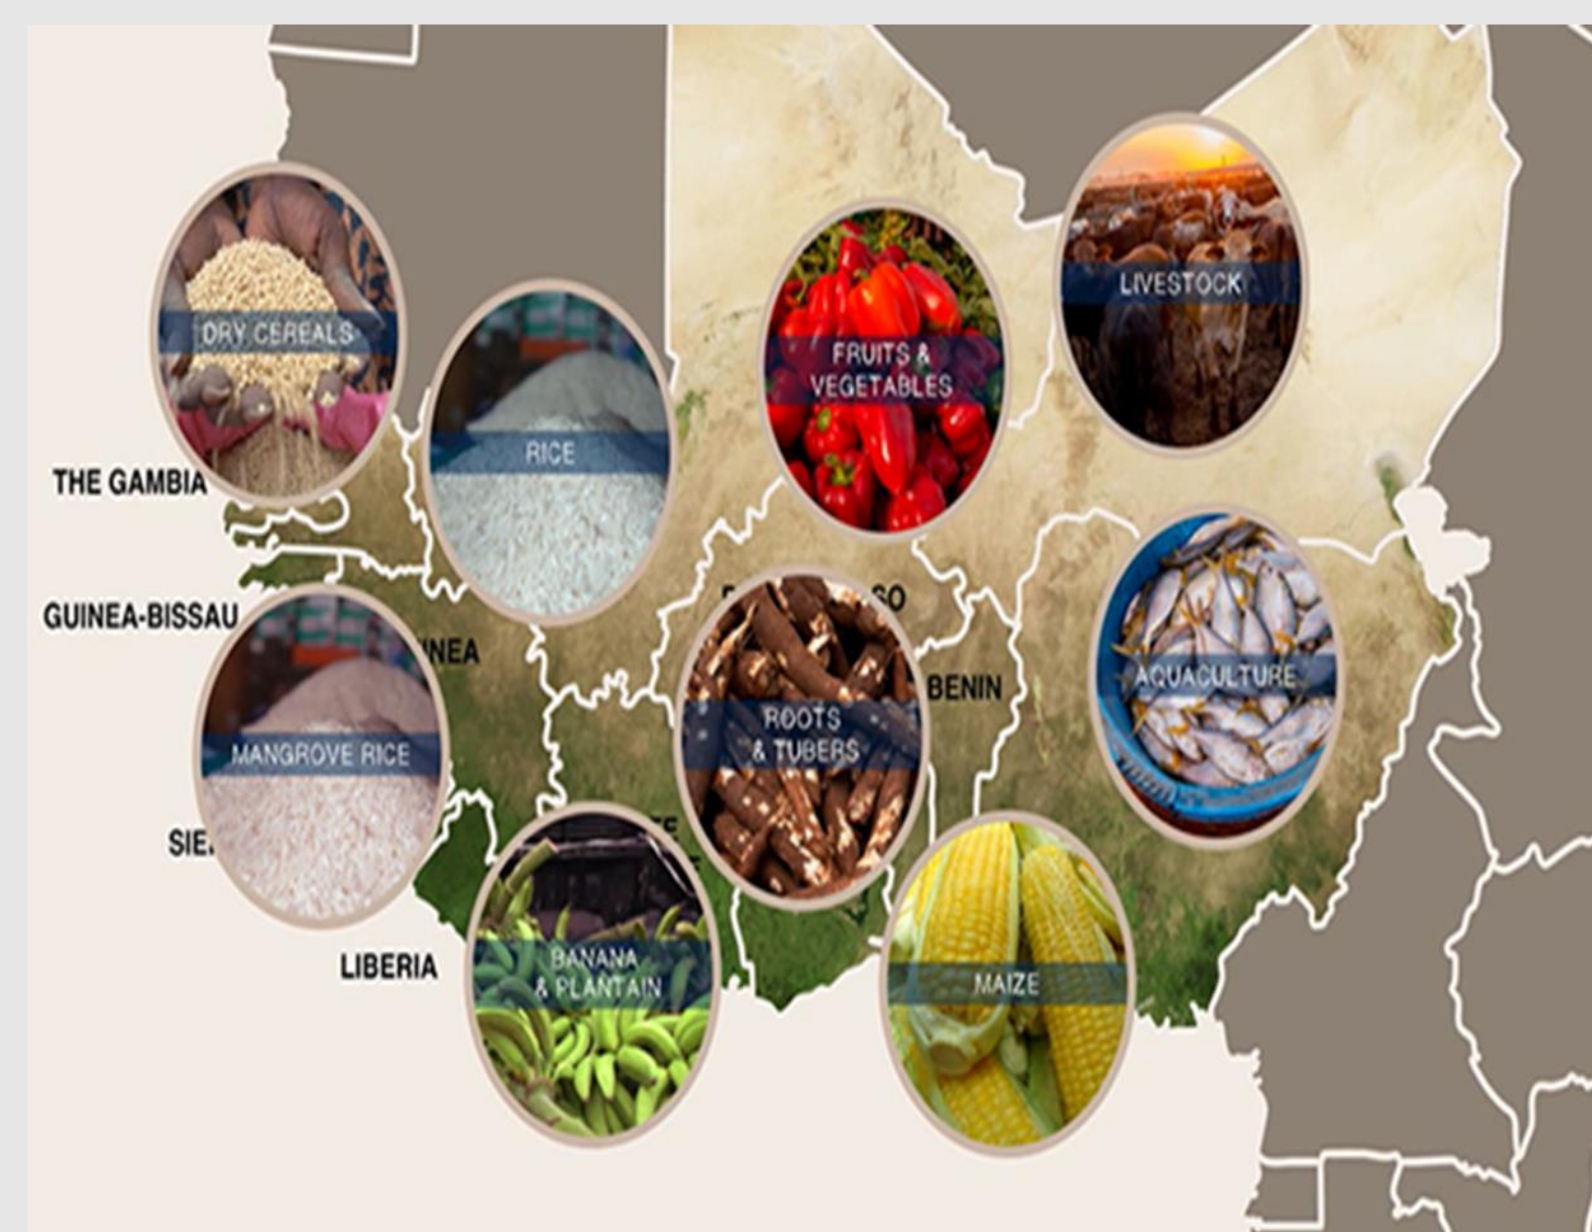 LIVESTOCK
DRY CEREALS
FRUITS &
VEGETABLES
RICE
THE GAMBIA
GUINEA-BISSAU
AQUACULTURE
BENIN
ROOTS
& TUBERS
MANGROVE RICE
LIBERIA
BANANA
& PLANTAIN
MAIZE